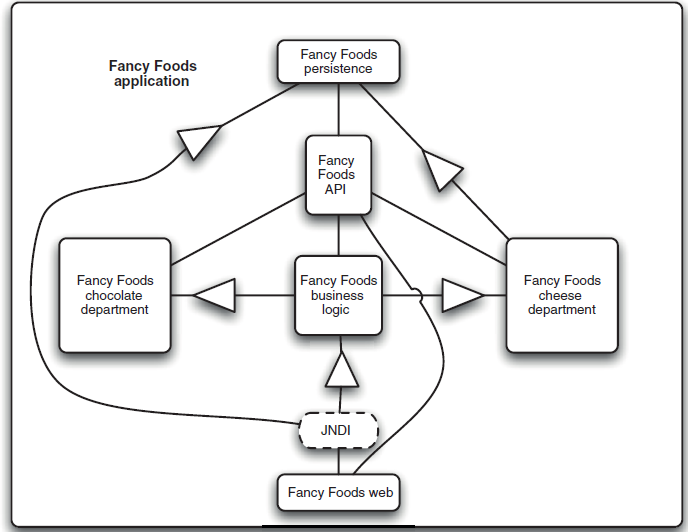 Fancy Foods
application
Fancy Foods
persistence
Fancy
Foods
API
Fancy Foods
chocolate
department
Fancy Foods
business
logic
Fancy Foods
cheese
department
JNDI
Fancy Foods web